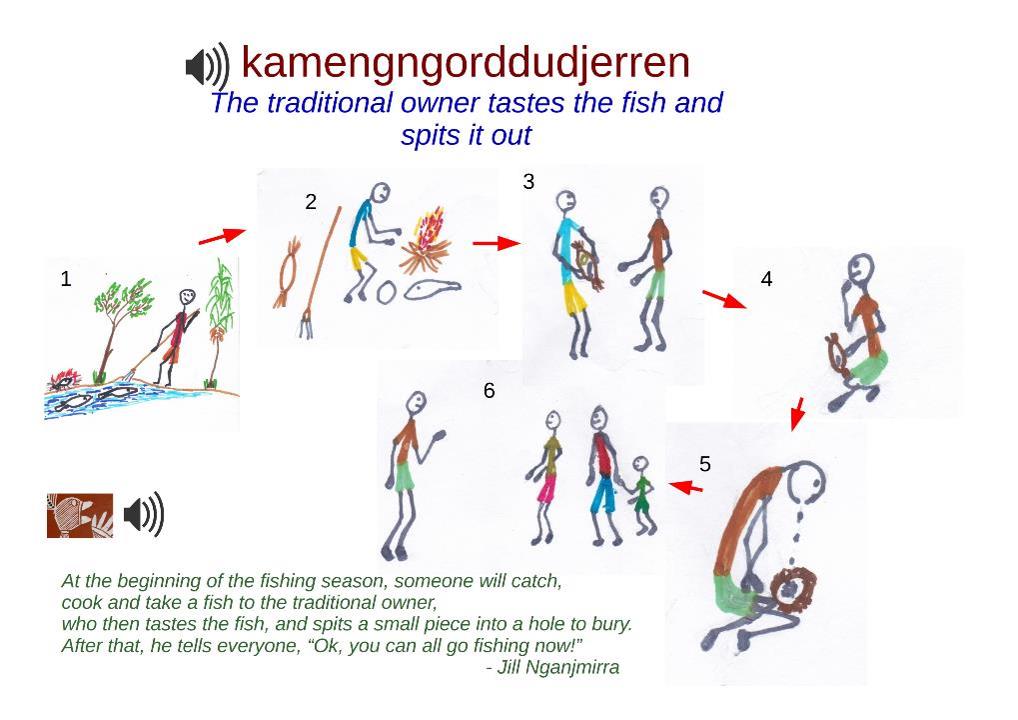 kamengngorddudjerren
The traditional owner tastes the fish and
spits it out
1
2
3
4
5
6
At the beginning of the fishing season, someone will catch,
cook and take a fish to the traditional owner,
who then tastes the fish, and spits a small piece into a hole to bury.
After that, he tells everyone, “Ok, you can all go fishing now!”
- Jill Nganjmirra